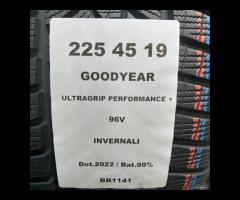 225 45 19
GOODYEAR
ULTRAGRIP PERFORMANCE +
96V
INVERNALI
Dot.2022 / Bat.90%
BR1141